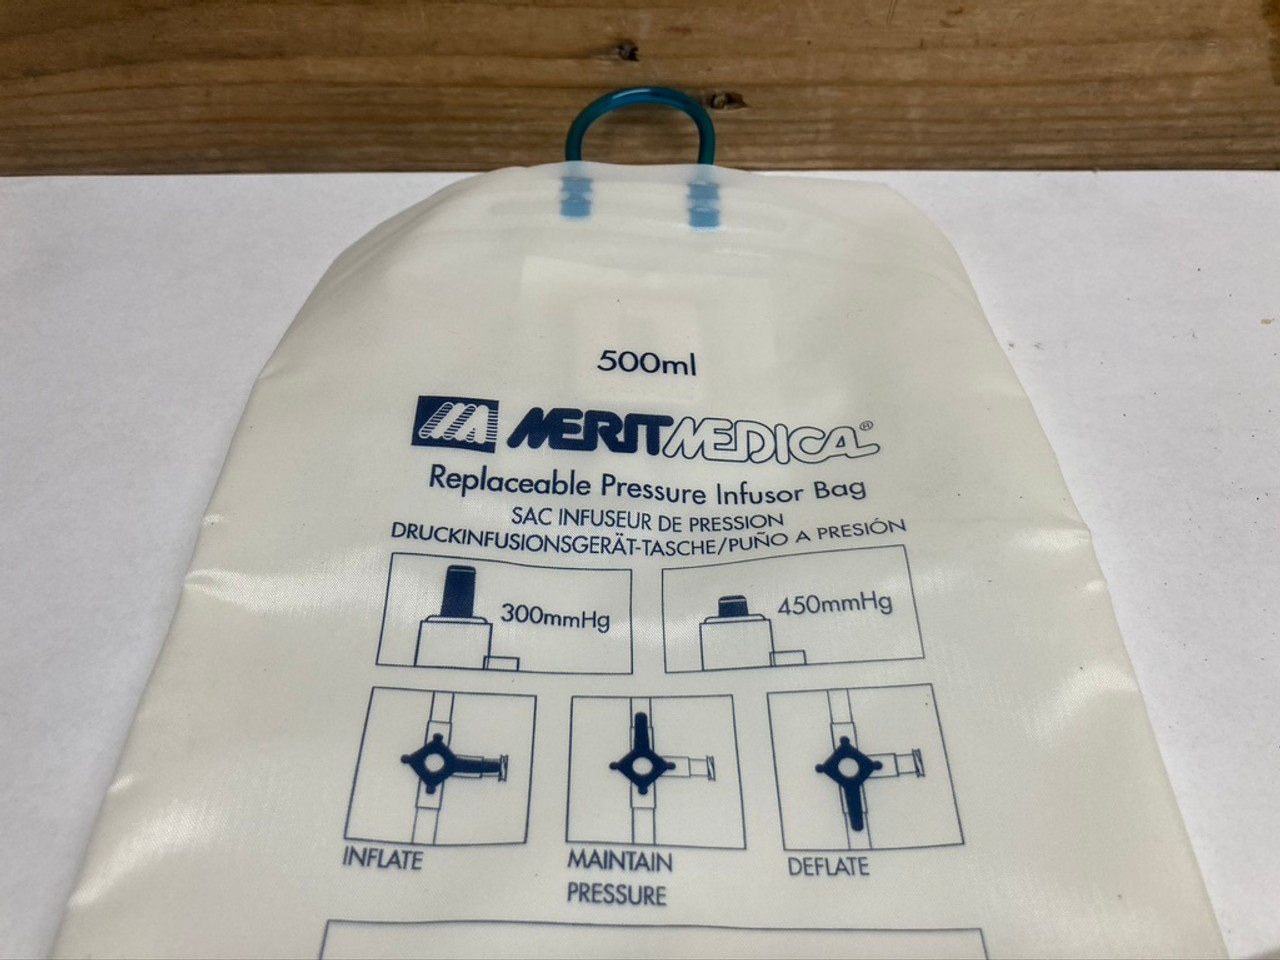 500ml
MERITMEDICAL®
Replaceable Pressure Infusor Bag
SAC INFUSEUR DE PRESSION
DRUCKINFUSIONSGERÄT-TASCHE/PUÑO A PRESIÓN
300mmHg
450mmHg
INFLATE
MAINTAIN
PRESSURE
DEFLATE